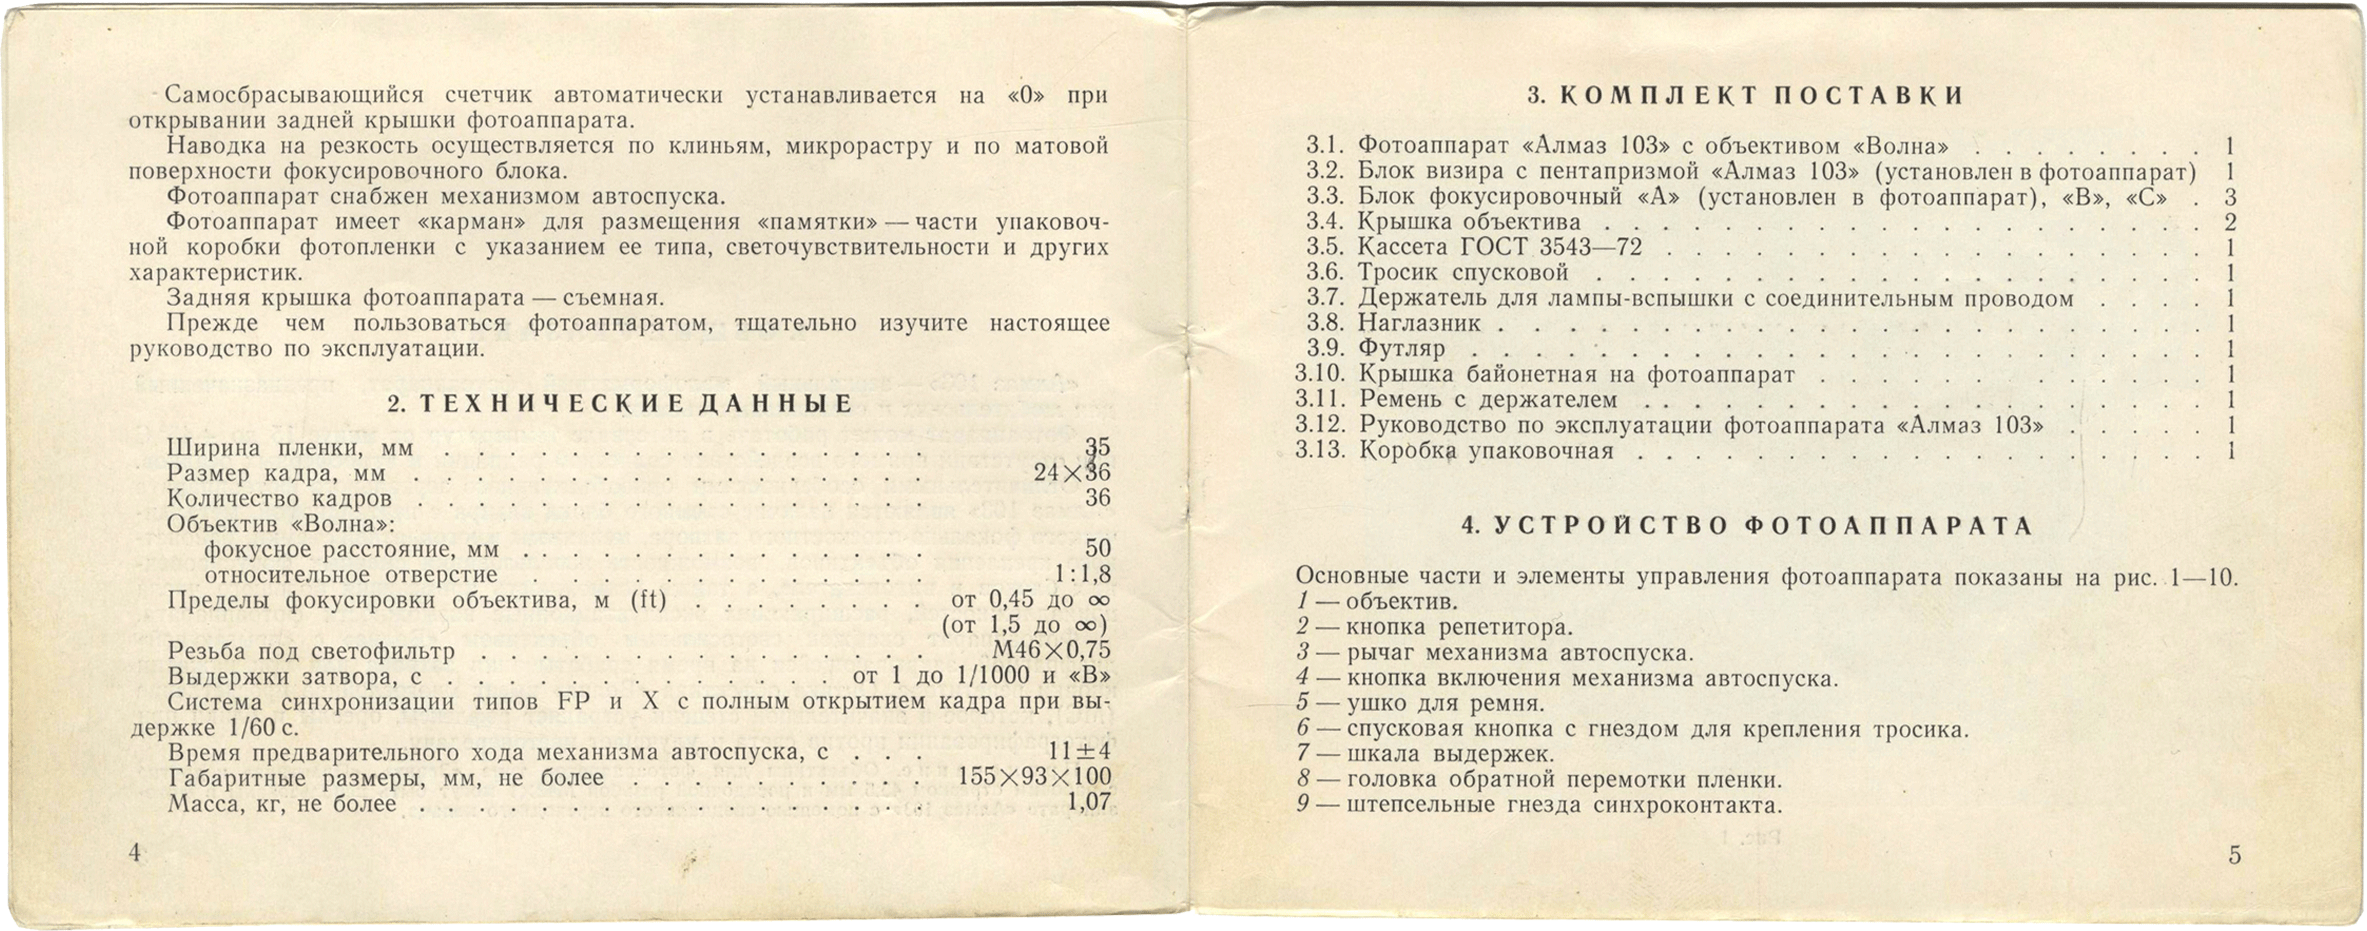 Самосбрасывающийся счетчик автоматически устанавливается на «0» при
открывании задней крышки фотоаппарата.
Наводка на резкость осуществляется по клиньям, микрорастру и по матовой
поверхности фокусировочного блока.
Фотоаппарат снабжен механизмом автоспуска.
Фотоаппарат имеет «карман» для размещения «памятки» — части упаковоч-
ной коробки фотопленки с указанием ее типа, светочувствительности и других
характеристик.
Задняя крышка фотоаппарата — съемная.
Прежде чем пользоваться фотоаппаратом, тщательно изучите настоящее
руководство по эксплуатации.
2. ТЕХНИЧЕСКИЕ ДАННЫЕ
Ширина пленки, мм . . . . . . . . . . . . . . . . 35
Размер кадра, мм . . . . . . . . . . . . . . . . . 24×36
Количество кадров . . . . . . . . . . . . . . . . . 36
Объектив «Волна»:
фокусное расстояние, мм . . . . . . . . . . . . . . 50
относительное отверстие . . . . . . . . . . . . . 1:1,8
Пределы фокусировки объектива, м (ft) . . . . . . . . от 0,45 до ∞
(от 1,5 до ∞)
Резьба под светофильтр . . . . . . . . . . . . . . . М46×0,75
Выдержки затвора, с . . . . . . . . . . . . . от 1 до 1/1000 и «В»
Система синхронизации типов FP и X с полным открытием кадра при вы-
держке 1/60 с.
Время предварительного хода механизма автоспуска, с . . . 11±4
Габаритные размеры, мм, не более . . . . . . . . . . 155×93×100
Масса, кг, не более . . . . . . . . . . . . . . . . . 1,07
4
3. КОМПЛЕКТ ПОСТАВКИ
3.1. Фотоаппарат «Алмаз 103» с объективом «Волна» . . . . . . . . 1
3.2. Блок визира с пентапризмой «Алмаз 103» (установлен в фотоаппарат) 1
3.3. Блок фокусировочный «А» (установлен в фотоаппарат), «В», «С» . 3
3.4. Крышка объектива . . . . . . . . . . . . . . . . . . . . 2
3.5. Кассета ГОСТ 3543—72 . . . . . . . . . . . . . . . . . . 1
3.6. Тросик спусковой . . . . . . . . . . . . . . . . . . . . 1
3.7. Держатель для лампы-вспышки с соединительным проводом . . . . 1
3.8. Наглазник . . . . . . . . . . . . . . . . . . . . . . . 1
3.9. Футляр . . . . . . . . . . . . . . . . . . . . . . . . 1
3.10. Крышка байонетная на фотоаппарат . . . . . . . . . . . . 1
3.11. Ремень с держателем . . . . . . . . . . . . . . . . . . 1
3.12. Руководство по эксплуатации фотоаппарата «Алмаз 103» . . . . . 1
3.13. Коробка упаковочная . . . . . . . . . . . . . . . . . . 1
4. УСТРОЙСТВО ФОТОАППАРАТА
Основные части и элементы управления фотоаппарата показаны на рис. 1—10.
1 — объектив.
2 — кнопка репетитора.
3 — рычаг механизма автоспуска.
4 — кнопка включения механизма автоспуска.
5 — ушко для ремня.
6 — спусковая кнопка с гнездом для крепления тросика.
7 — шкала выдержек.
8 — головка обратной перемотки пленки.
9 — штепсельные гнезда синхроконтакта.
5